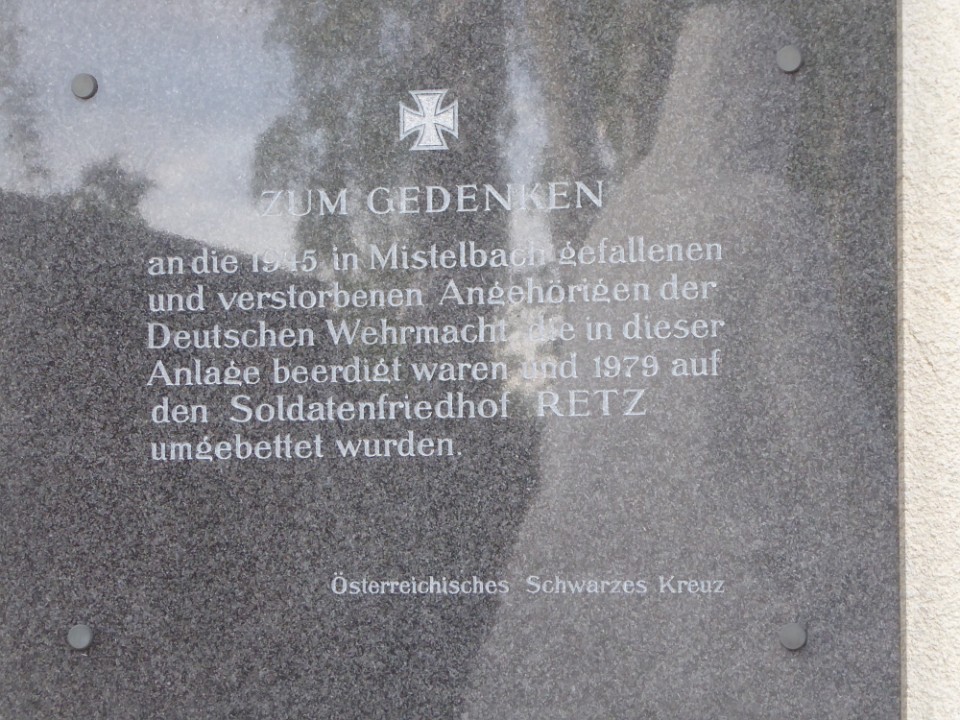 ZUM GEDENKEN
an die 1945 in Mistelbach gefallenen
und verstorbenen Angehörigen der
Deutschen Wehrmacht die in dieser
Anlage beerdigt waren und 1979 auf
den Soldatenfriedhof RETZ
umgebettet wurden.
Österreichisches Schwarzes Kreuz